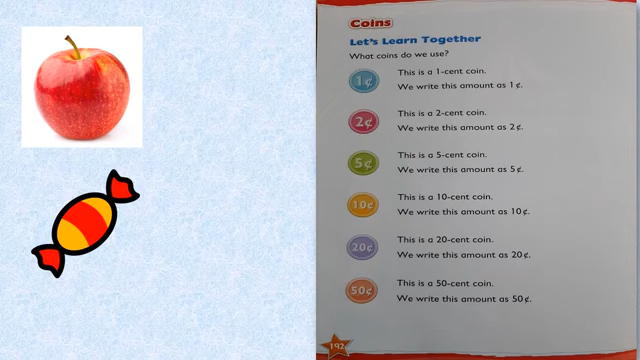 Coins
Let's Learn Together
What coins do we use?
1¢
This is a 1-cent coin.
We write this amount as 1¢.
2¢
This is a 2-cent coin.
We write this amount as 2¢.
5¢
This is a 5-cent coin.
We write this amount as 5¢.
10¢
This is a 10-cent coin.
We write this amount as 10¢.
20¢
This is a 20-cent coin.
We write this amount as 20¢.
50¢
This is a 50-cent coin.
We write this amount as 50¢.
192